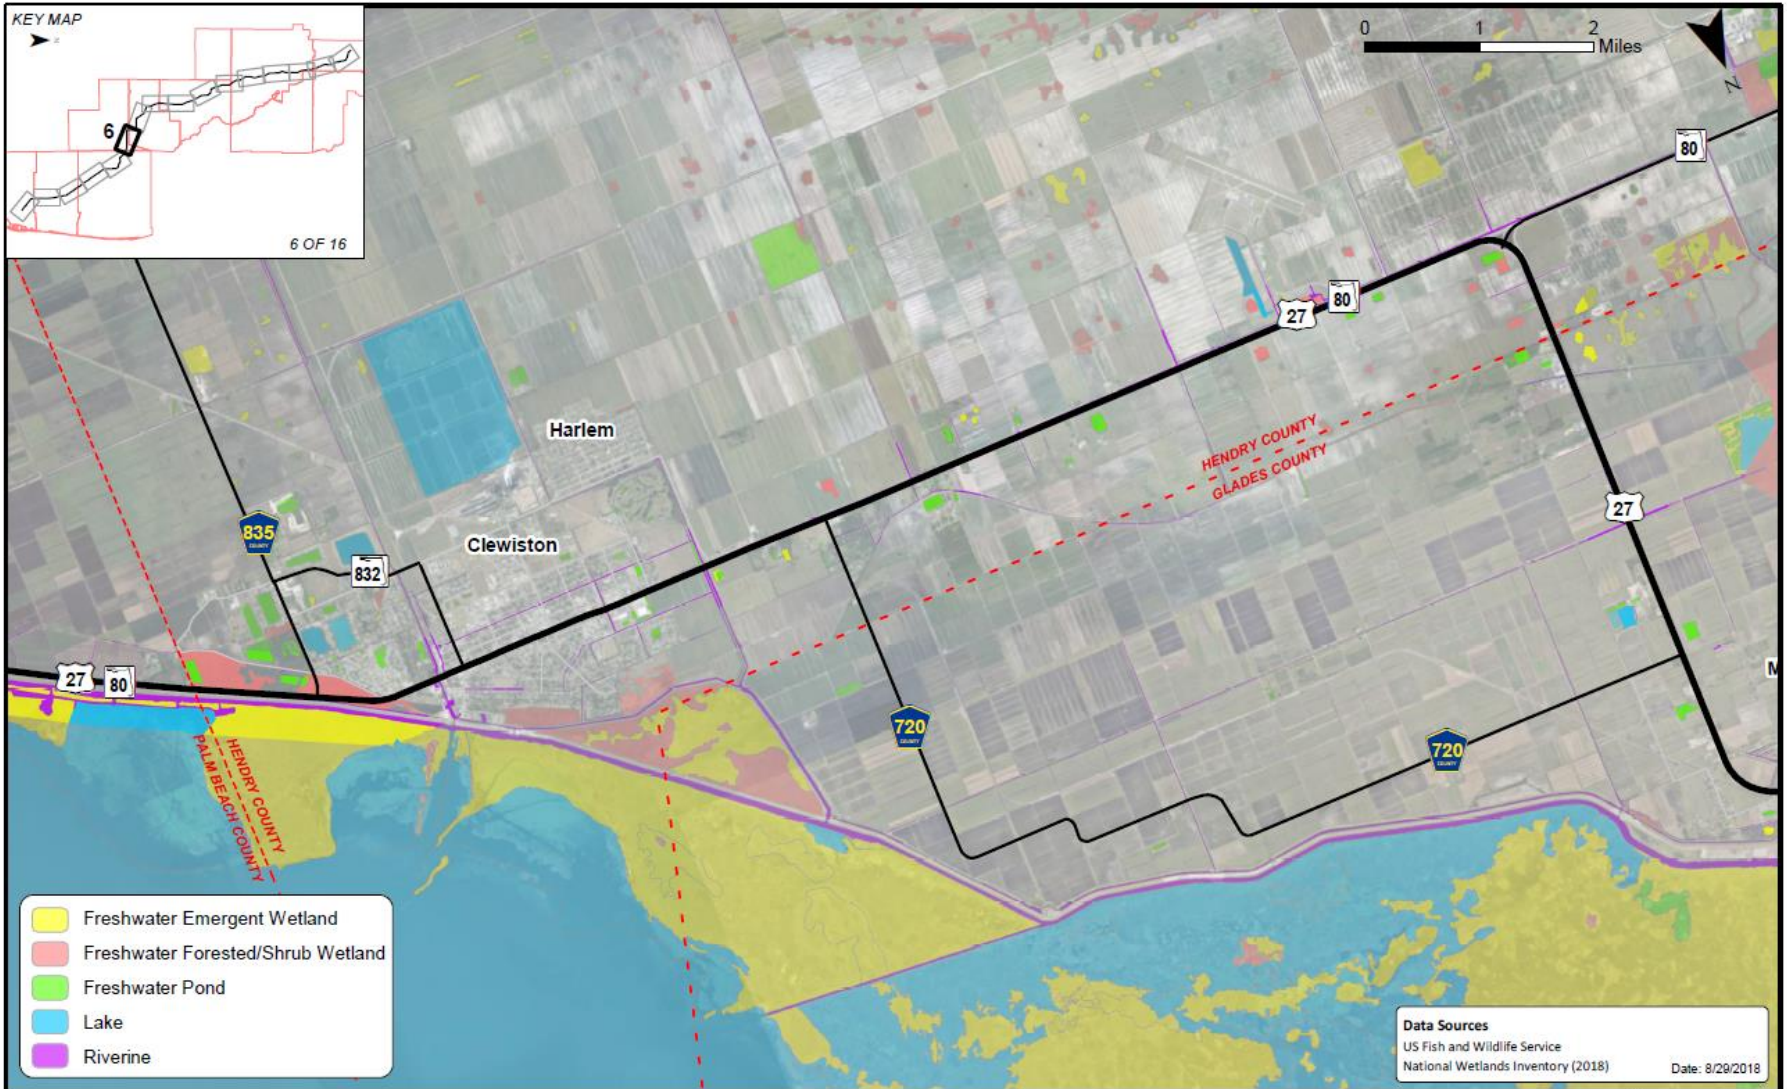 KEY MAP
6
6 OF 16
0 1 2
Miles
N
80
27
80
HENDRY COUNTY
GLADES COUNTY
Harlem
27
835
COUNTY
Clewiston
832
27
80
720
COUNTY
720
COUNTY
M
HENDRY COUNTY
PALM BEACH COUNTY
Freshwater Emergent Wetland
Freshwater Forested/Shrub Wetland
Freshwater Pond
Lake
Riverine
Data Sources
US Fish and Wildlife Service
National Wetlands Inventory (2018)
Date: 8/29/2018